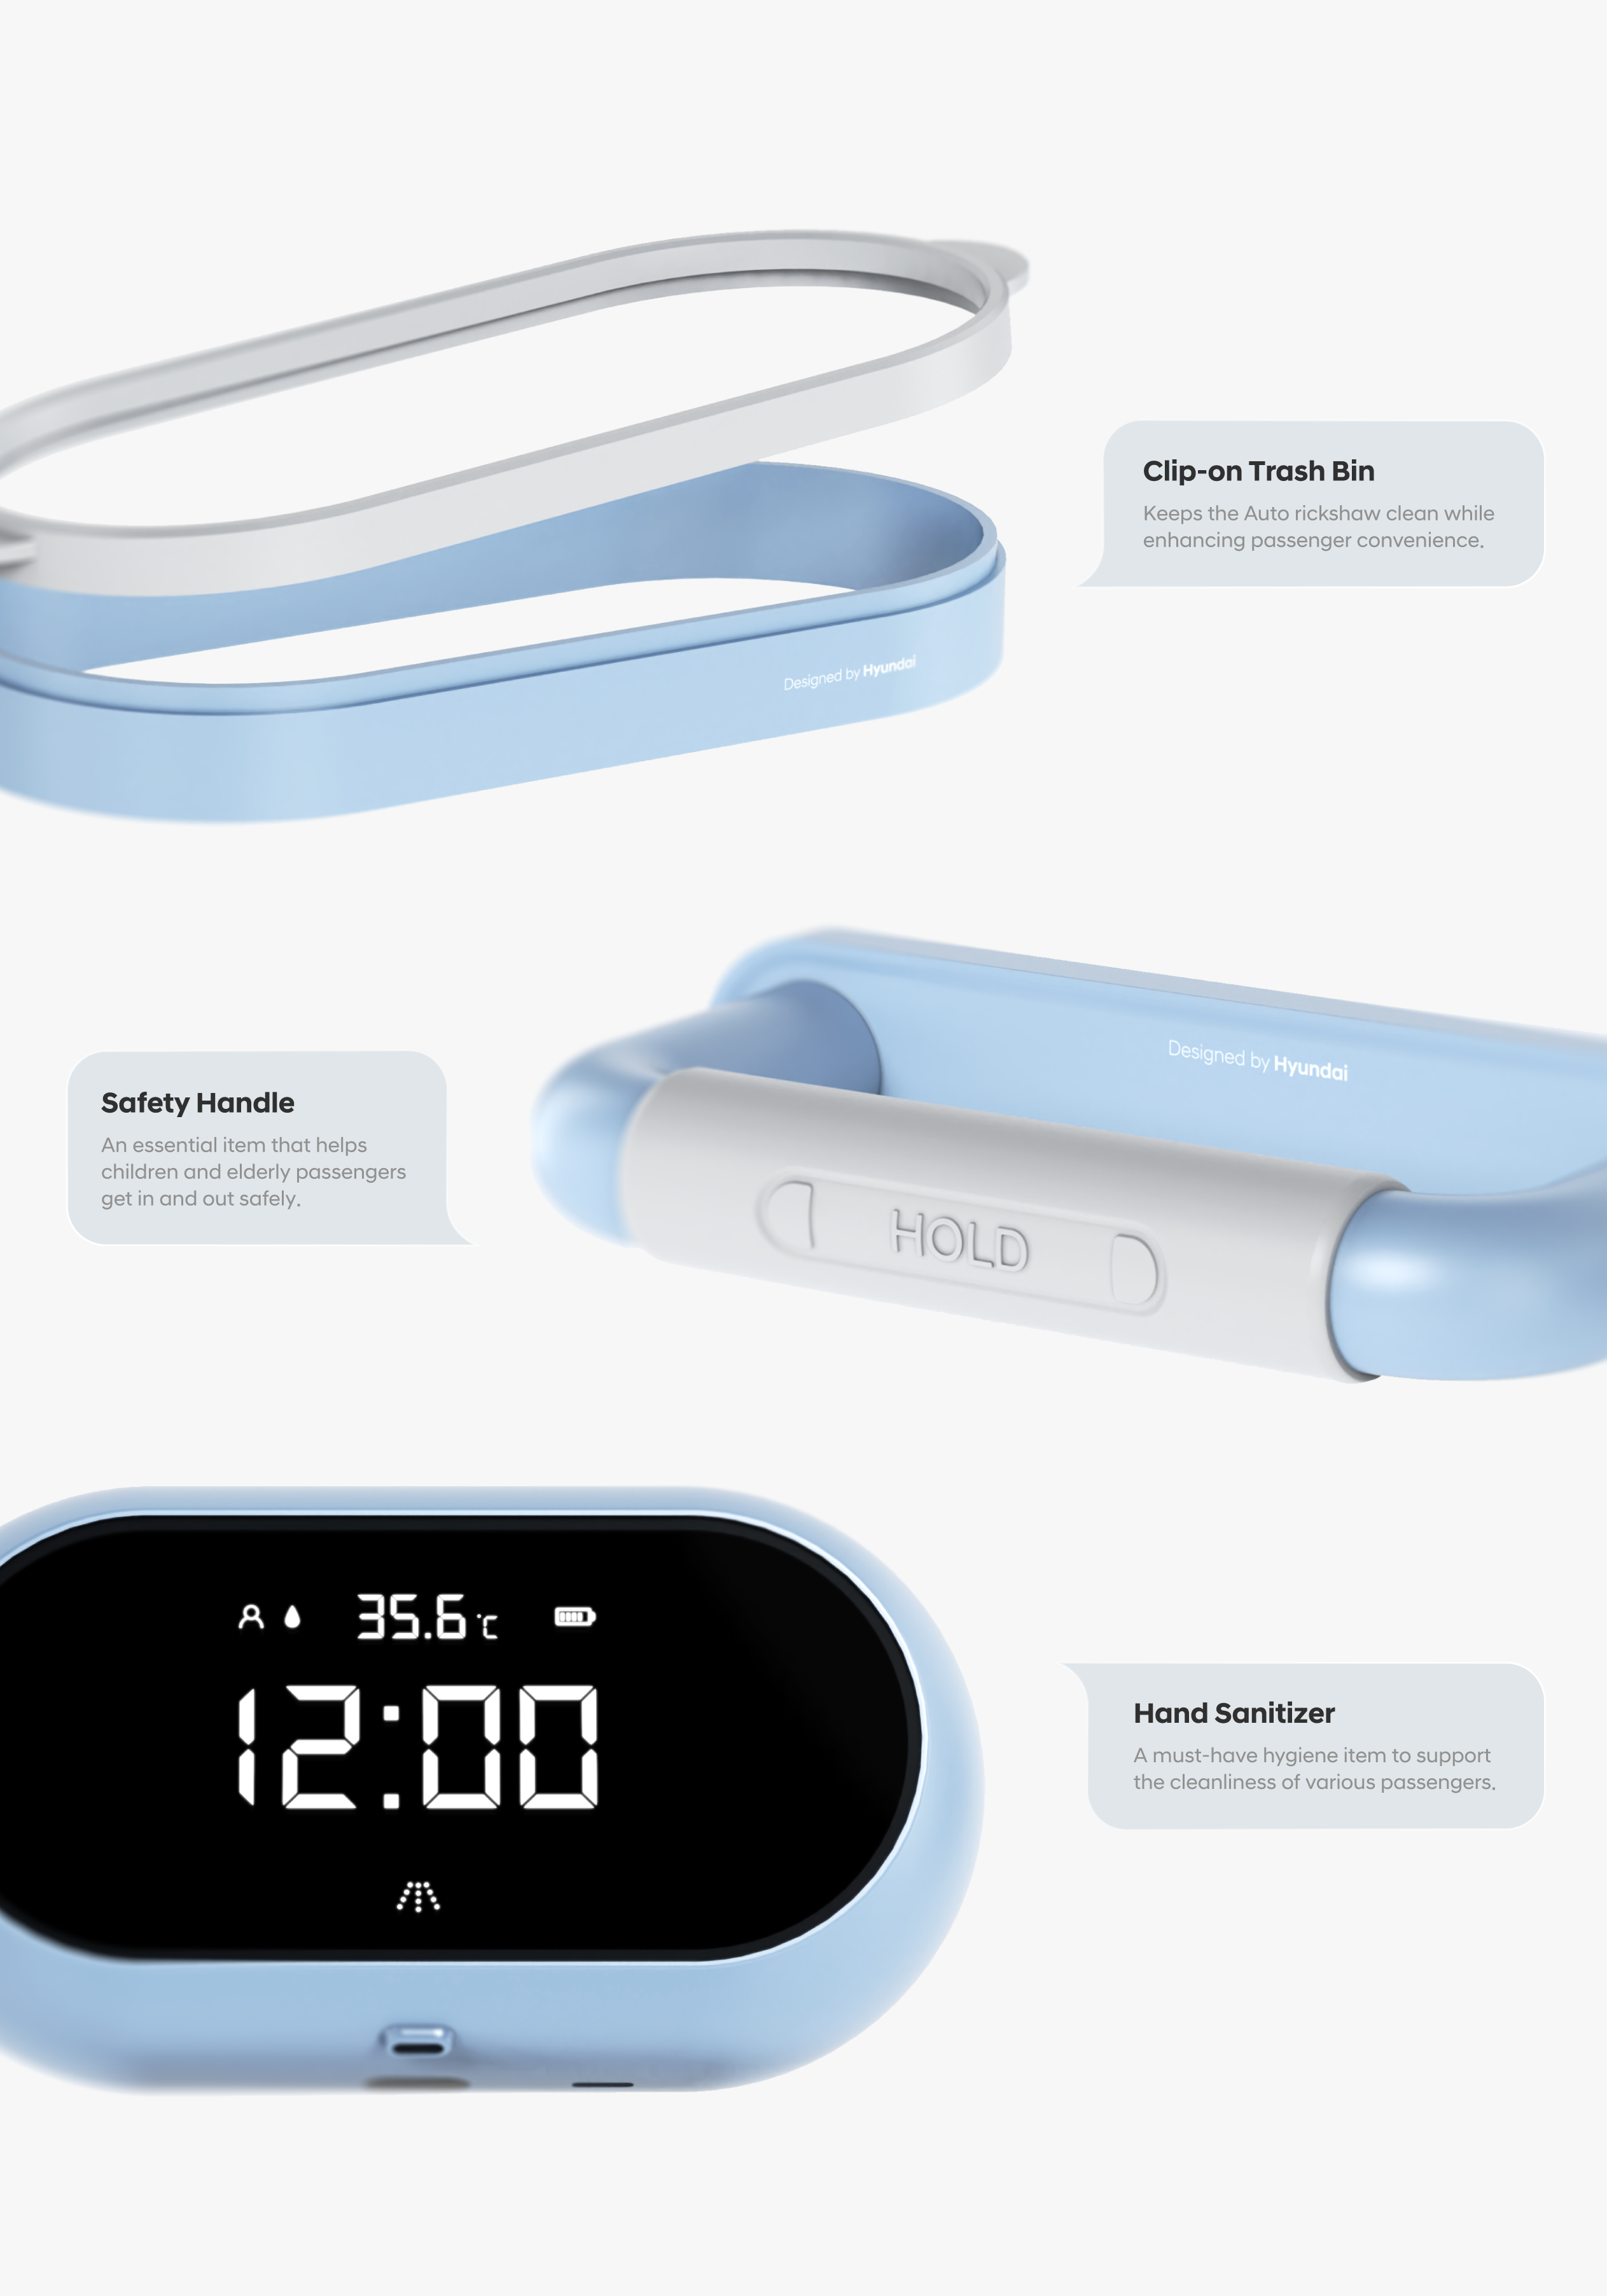 Clip-on Trash Bin
Keeps the Auto rickshaw clean while
enhancing passenger convenience.
Designed by Hyundai
Designed by Hyundai
Safety Handle
An essential item that helps
children and elderly passengers
get in and out safely.
HOLD
35.6 °C
12:00
Hand Sanitizer
A must-have hygiene item to support
the cleanliness of various passengers.